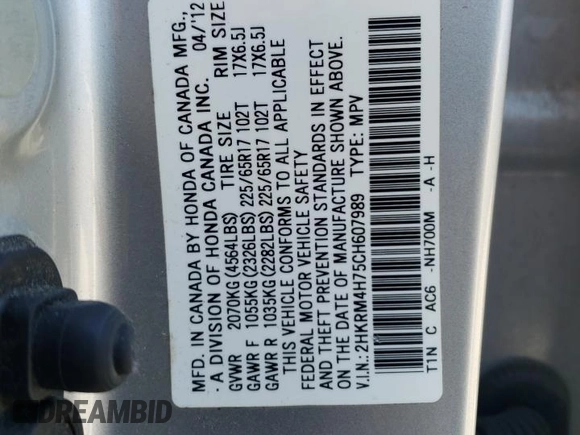 MFD. IN CANADA BY HONDA OF CANADA MFG.,
- A DIVISION OF HONDA CANADA INC. 04/'12
TIRE SIZE RIM SIZE
GVWR 2070KG (4564LBS)
GAWR F 1055KG (2326LBS) 225/65R17 102T 17X6.5J
GAWR R 1035KG (2282LBS) 225/65R17 102T 17X6.5J
THIS VEHICLE CONFORMS TO ALL APPLICABLE
FEDERAL MOTOR VEHICLE SAFETY
AND THEFT PREVENTION STANDARDS IN EFFECT
ON THE DATE OF MANUFACTURE SHOWN ABOVE.
V.I.N.:2HKRM4H75CH607989 TYPE: MPV
T1N C AC6 -NH700M -A -H
DREAMBID